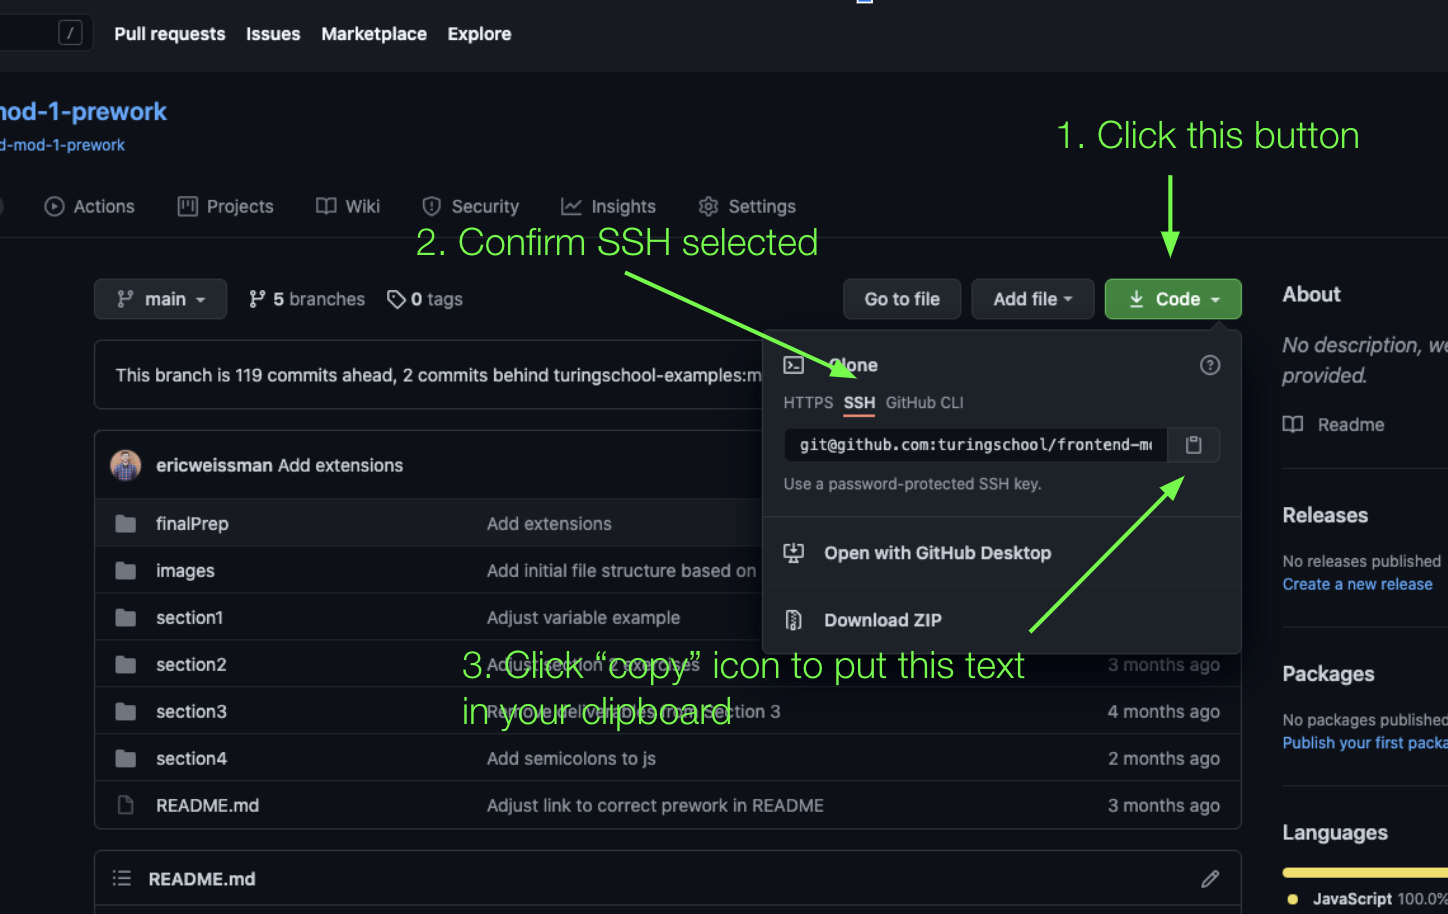 / Pull requests Issues Marketplace Explore
nod-1-prework
d-mod-1-prework
1. Click this button
Actions Projects Wiki Security Insights Settings
2. Confirm SSH selected
main 5 branches 0 tags Go to file Add file Code
About
No description, we
provided.
Readme
This branch is 119 commits ahead, 2 commits behind turingschool-examples:m
Clone
HTTPS SSH GitHub CLI
git@github.com:turingschool/frontend-mo
Use a password-protected SSH key.
Open with GitHub Desktop
Download ZIP
ericweissman Add extensions
finalPrep Add extensions
images Add initial file structure based on
section1 Adjust variable example
section2 Adjust section 2 exercises 3 months ago
3. Click “copy” icon to put this text
in your clipboard
section3 Remove deliverables from Section 3 4 months ago
section4 Add semicolons to js 2 months ago
README.md Adjust link to correct prework in README 3 months ago
README.md
Releases
No releases published
Create a new release
Packages
No packages published
Publish your first packa
Languages
JavaScript 100.0%